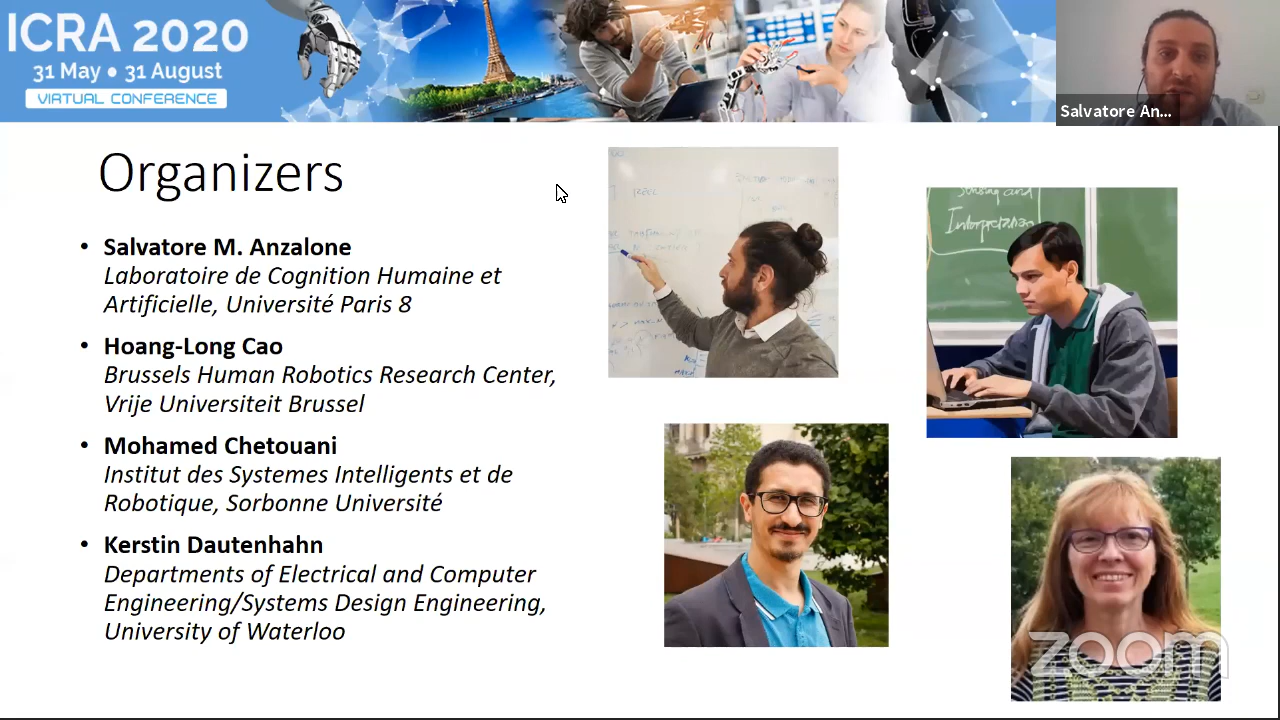 ICRA 2020
31 May • 31 August
VIRTUAL CONFERENCE
Salvatore An...
Organizers
• Salvatore M. Anzalone
Laboratoire de Cognition Humaine et
Artificielle, Université Paris 8
• Hoang-Long Cao
Brussels Human Robotics Research Center,
Vrije Universiteit Brussel
• Mohamed Chetouani
Institut des Systemes Intelligents et de
Robotique, Sorbonne Université
• Kerstin Dautenhahn
Departments of Electrical and Computer
Engineering/Systems Design Engineering,
University of Waterloo
Sensing and
Interpretation
zoom